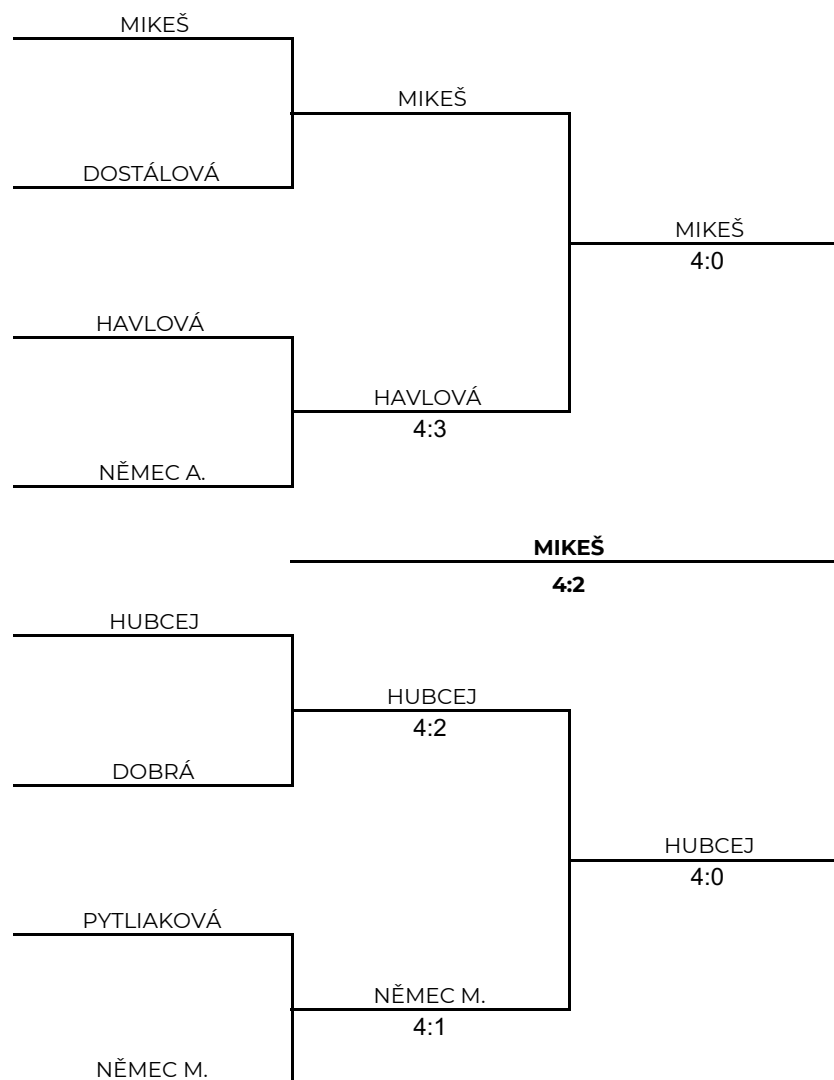 MIKEŠ
MIKEŠ
DOSTÁLOVÁ
MIKEŠ
4:0
HAVLOVÁ
HAVLOVÁ
4:3
NĚMEC A.
MIKEŠ
4:2
HUBCEJ
HUBCEJ
4:2
DOBRÁ
HUBCEJ
4:0
PYTLIAKOVÁ
NĚMEC M.
4:1
NĚMEC M.